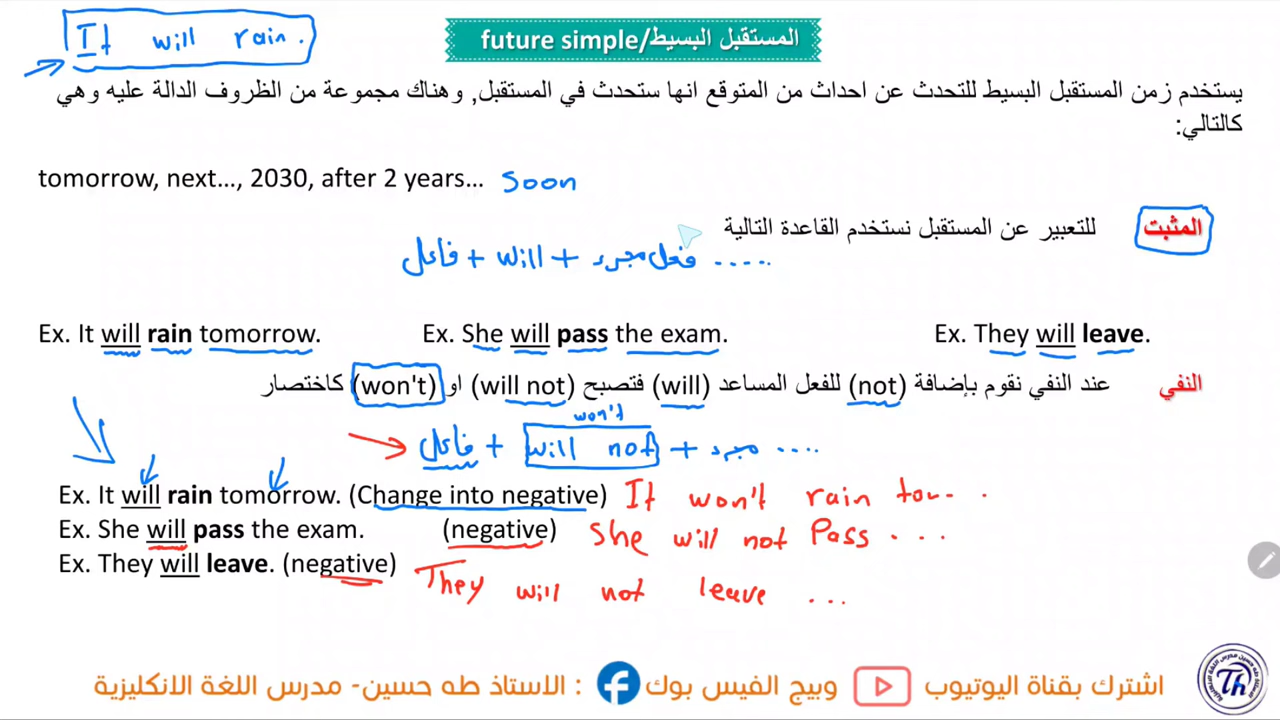 It will rain.
المستقبل البسيط/future simple
يستخدم زمن المستقبل البسيط للتحدث عن احداث من المتوقع انها ستحدث في المستقبل, وهناك مجموعة من الظروف الدالة عليه وهي
كالتالي:
tomorrow, next..., 2030, after 2 years... soon
المثبت للتعبير عن المستقبل نستخدم القاعدة التالية
فاعل + will + فعل مجرد .....
Ex. It will rain tomorrow. Ex. She will pass the exam. Ex. They will leave.
النفي عند النفي نقوم بإضافة (not) للفعل المساعد (will) فتصبح (will not) او (won't) كاختصار
won't
فاعل + will not + مجرد ....
Ex. It will rain tomorrow. (Change into negative) It won't rain tom...
Ex. She will pass the exam. (negative) She will not Pass ...
Ex. They will leave. (negative) They will not leave ...
اشترك بقناة اليوتيوب وبيج الفيس بوك : الاستاذ طه حسين- مدرس اللغة الانكليزية
Th